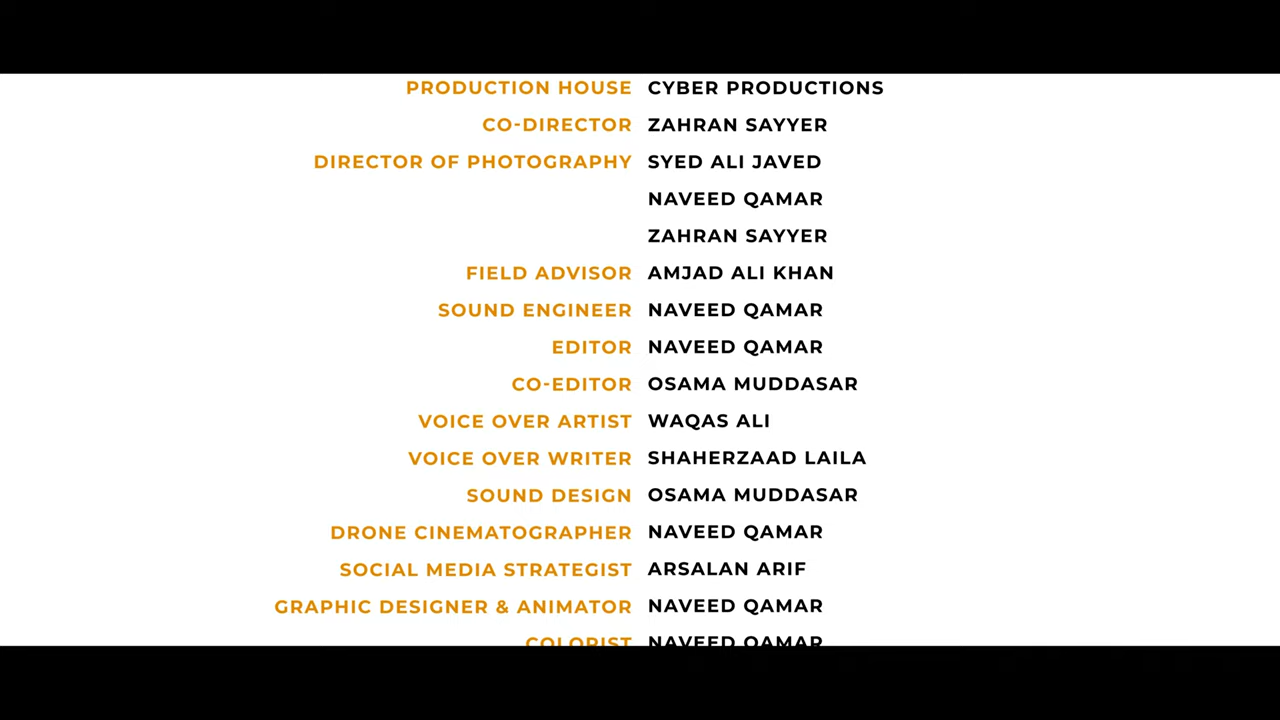 PRODUCTION HOUSE CYBER PRODUCTIONS
CO-DIRECTOR ZAHRAN SAYYER
DIRECTOR OF PHOTOGRAPHY SYED ALI JAVED
NAVEED QAMAR
ZAHRAN SAYYER
FIELD ADVISOR AMJAD ALI KHAN
SOUND ENGINEER NAVEED QAMAR
EDITOR NAVEED QAMAR
CO-EDITOR OSAMA MUDDASAR
VOICE OVER ARTIST WAQAS ALI
VOICE OVER WRITER SHAHERZAAD LAILA
SOUND DESIGN OSAMA MUDDASAR
DRONE CINEMATOGRAPHER NAVEED QAMAR
SOCIAL MEDIA STRATEGIST ARSALAN ARIF
GRAPHIC DESIGNER & ANIMATOR NAVEED QAMAR
COLORIST NAVEED QAMAR